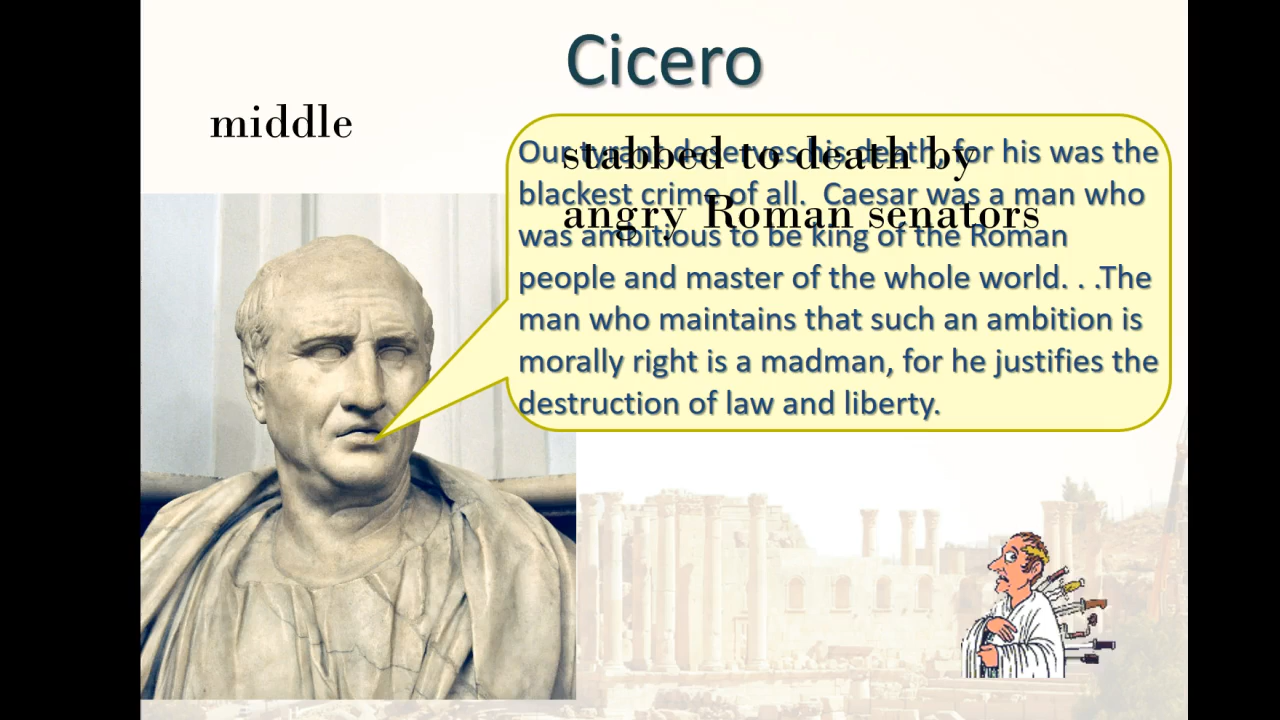 Cicero
middle
stabbed to death by
angry Roman senators
Our tyrant deserves his death, for his was the
blackest crime of all. Caesar was a man who
was ambitious to be king of the Roman
people and master of the whole world. . .The
man who maintains that such an ambition is
morally right is a madman, for he justifies the
destruction of law and liberty.